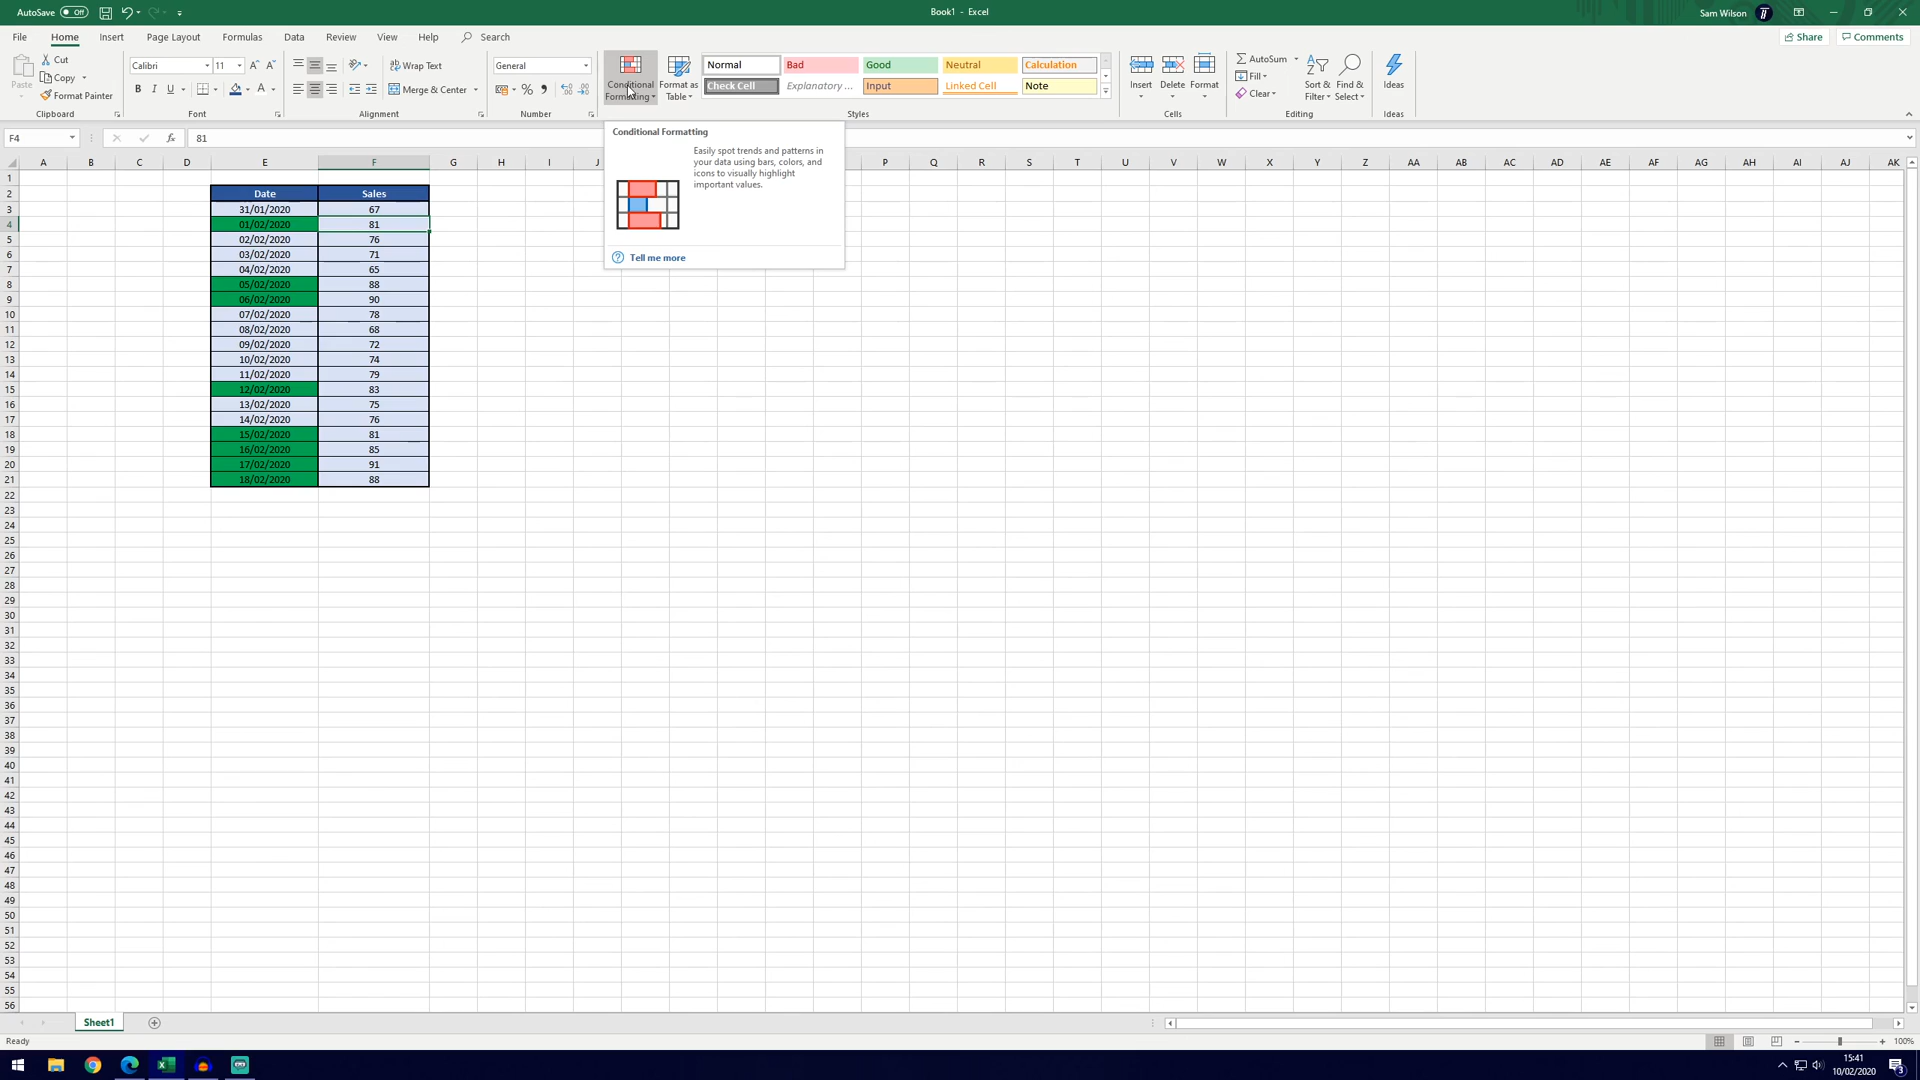 AutoSave Off
Book1 - Excel
Sam Wilson
File Home Insert Page Layout Formulas Data Review View Help Search
Share Comments
Paste
Cut
Copy
Format Painter
Clipboard
Calibri 11
B I U
Font
Wrap Text
Merge & Center
Alignment
General
%
Number
Conditional Formatting
Format as Table
Normal Bad Good Neutral Calculation
Check Cell Explanatory ... Input Linked Cell Note
Styles
Insert Delete Format
Cells
AutoSum
Fill
Clear
Sort & Filter
Find & Select
Editing
Ideas
Ideas
F4
fx
81
Conditional Formatting
Easily spot trends and patterns in
your data using bars, colors, and
icons to visually highlight
important values.
Tell me more
A B C D E F G H I J P Q R S T U V W X Y Z AA AB AC AD AE AF AG AH AI AJ AK
1
2 Date Sales
3 31/01/2020 67
4 01/02/2020 81
5 02/02/2020 76
6 03/02/2020 71
7 04/02/2020 65
8 05/02/2020 88
9 06/02/2020 90
10 07/02/2020 78
11 08/02/2020 68
12 09/02/2020 72
13 10/02/2020 74
14 11/02/2020 79
15 12/02/2020 83
16 13/02/2020 75
17 14/02/2020 76
18 15/02/2020 81
19 16/02/2020 85
20 17/02/2020 91
21 18/02/2020 88
22
23
24
25
26
27
28
29
30
31
32
33
34
35
36
37
38
39
40
41
42
43
44
45
46
47
48
49
50
51
52
53
54
55
56
Sheet1
Ready
100%
15:41
10/02/2020
3